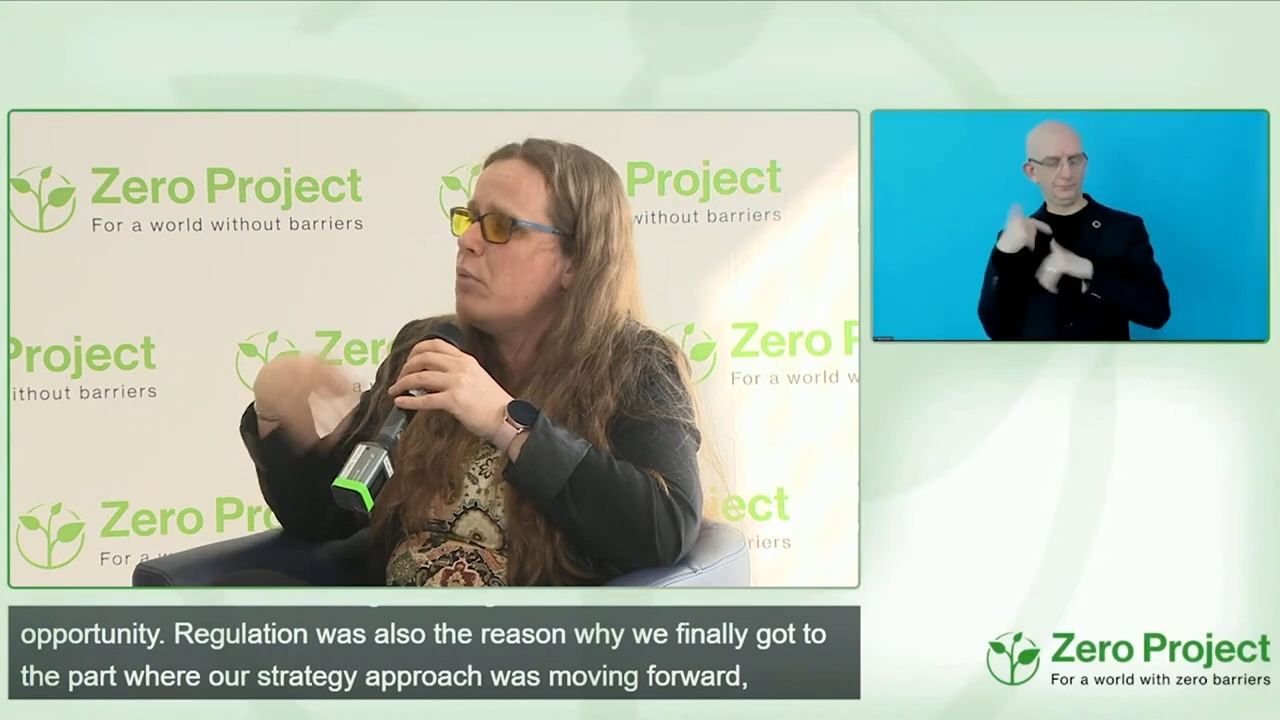 Zero Project
For a world without barriers
Project
without barriers
Project
ithout barriers
Zero
a w
Zero P
For a world w
Zero Pro
For a w
ject
riers
opportunity. Regulation was also the reason why we finally got to
the part where our strategy approach was moving forward,
Zero Project
For a world with zero barriers